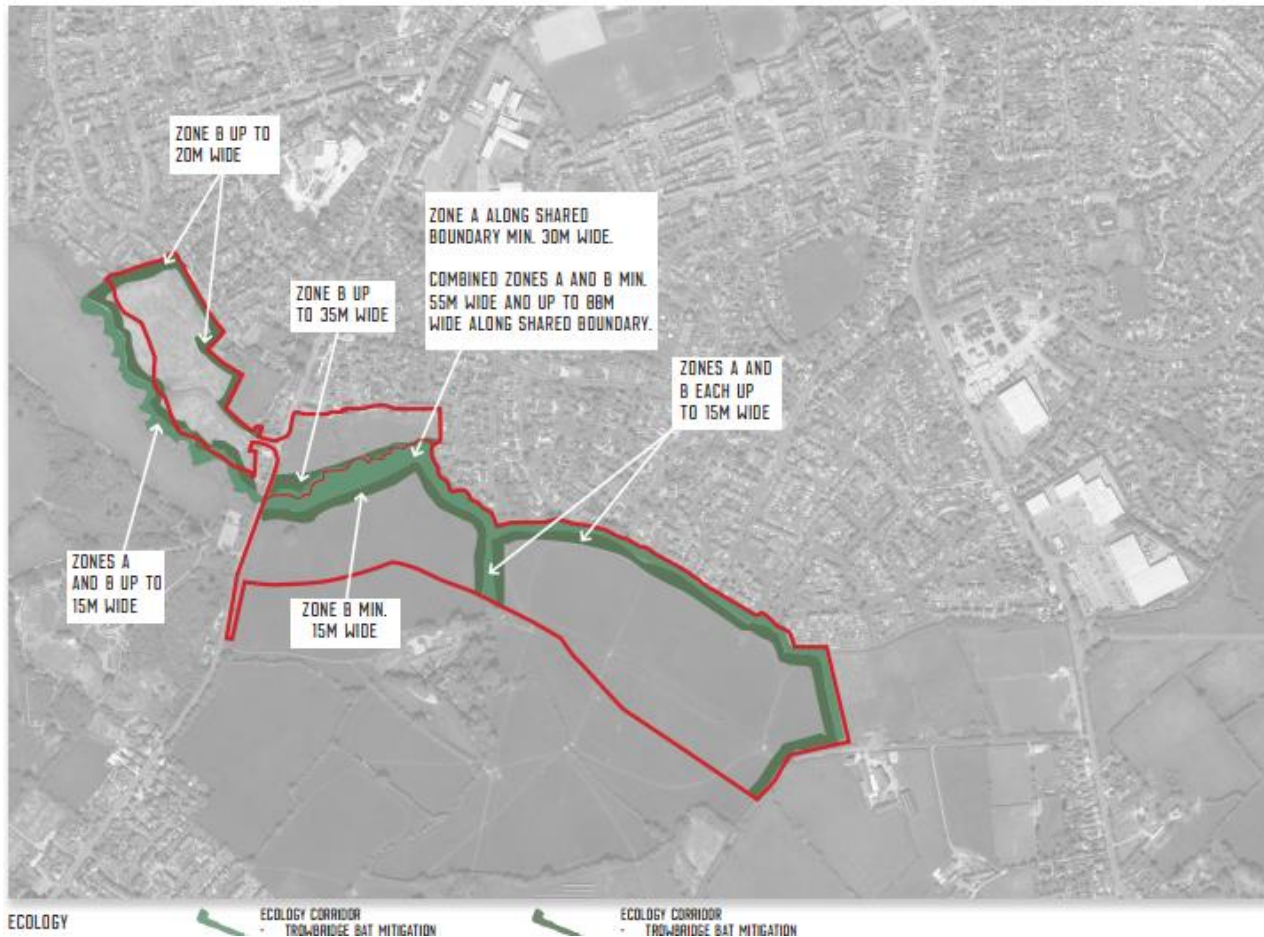 ZONE B UP TO
20M WIDE
ZONE A ALONG SHARED
BOUNDARY MIN. 30M WIDE.
COMBINED ZONES A AND B MIN.
55M WIDE AND UP TO 88M
WIDE ALONG SHARED BOUNDARY.
ZONE B UP
TO 35M WIDE
ZONES A AND
B EACH UP
TO 15M WIDE
ZONES A
AND B UP TO
15M WIDE
ZONE B MIN.
15M WIDE
ECOLOGY
ECOLOGY CORRIDOR
- TROWBRIDGE BAT MITIGATION
ECOLOGY CORRIDOR
- TROWBRIDGE BAT MITIGATION